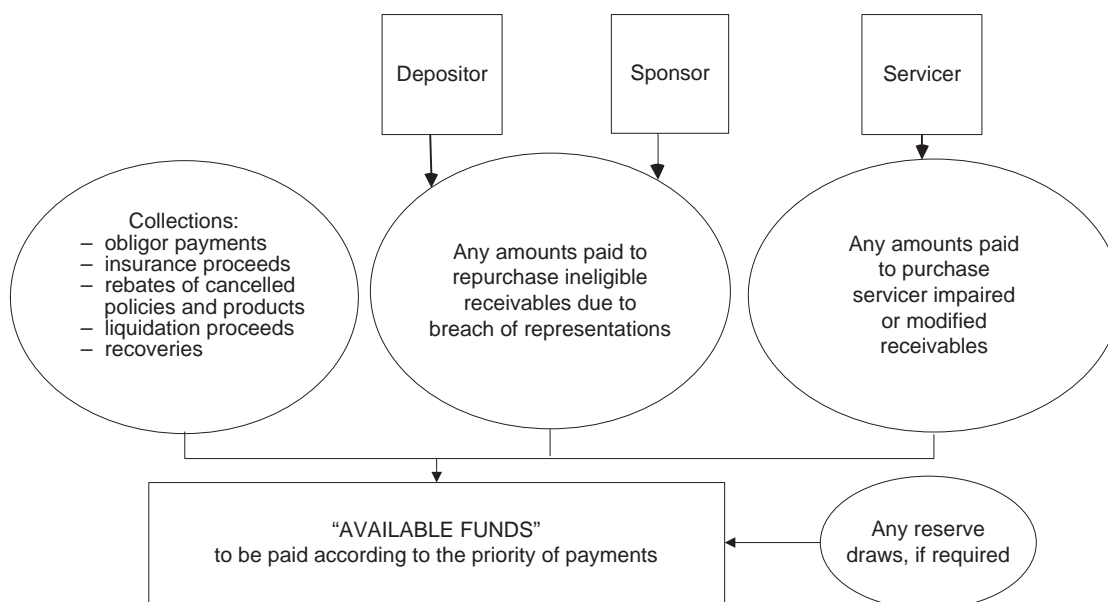 Depositor
Sponsor
Servicer
Collections:
– obligor payments
– insurance proceeds
– rebates of cancelled
policies and products
– liquidation proceeds
– recoveries
Any amounts paid to
repurchase ineligible
receivables due to
breach of representations
Any amounts paid
to purchase
servicer impaired
or modified
receivables
“AVAILABLE FUNDS”
to be paid according to the priority of payments
Any reserve
draws, if required